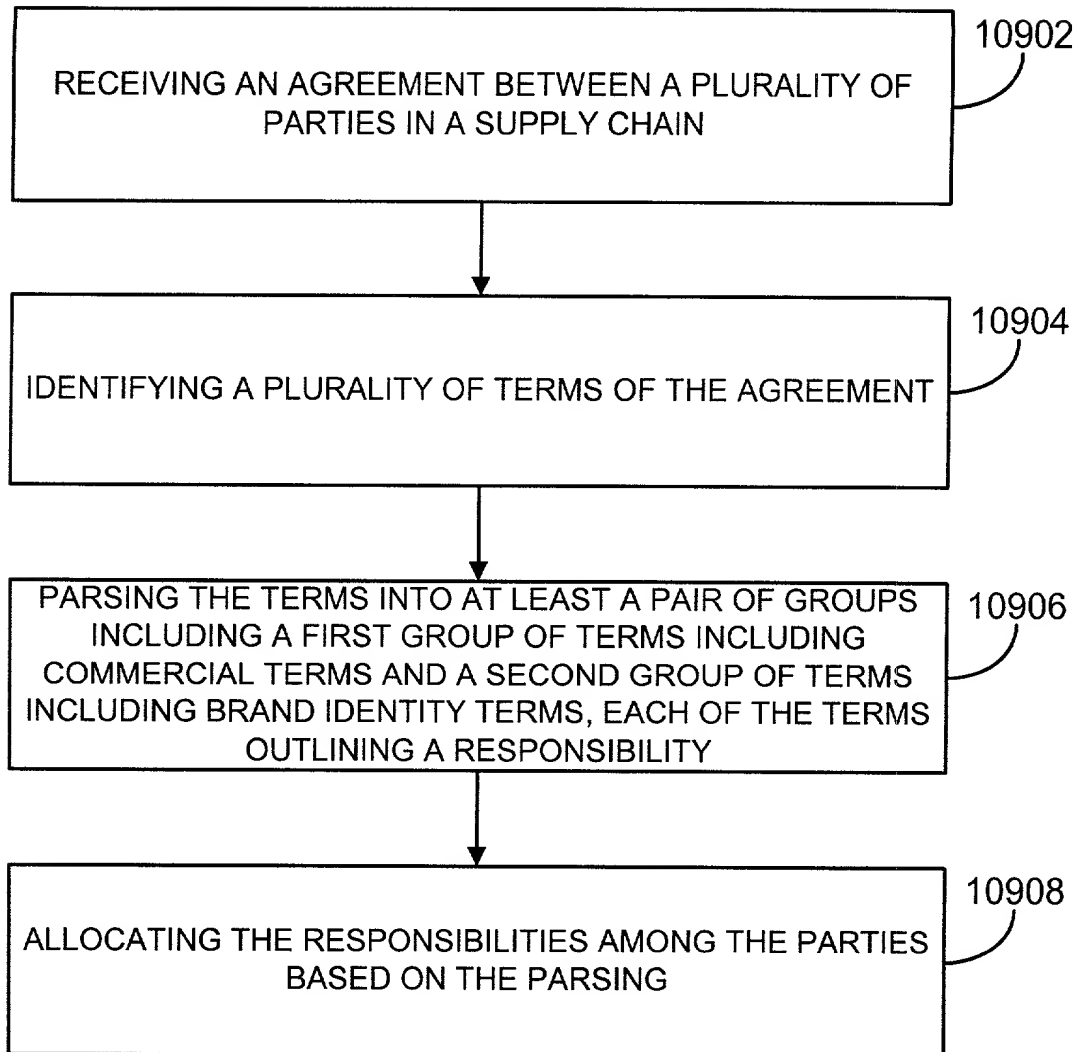 10902
RECEIVING AN AGREEMENT BETWEEN A PLURALITY OF
PARTIES IN A SUPPLY CHAIN
10904
IDENTIFYING A PLURALITY OF TERMS OF THE AGREEMENT
10906
PARSING THE TERMS INTO AT LEAST A PAIR OF GROUPS
INCLUDING A FIRST GROUP OF TERMS INCLUDING
COMMERCIAL TERMS AND A SECOND GROUP OF TERMS
INCLUDING BRAND IDENTITY TERMS, EACH OF THE TERMS
OUTLINING A RESPONSIBILITY
10908
ALLOCATING THE RESPONSIBILITIES AMONG THE PARTIES
BASED ON THE PARSING